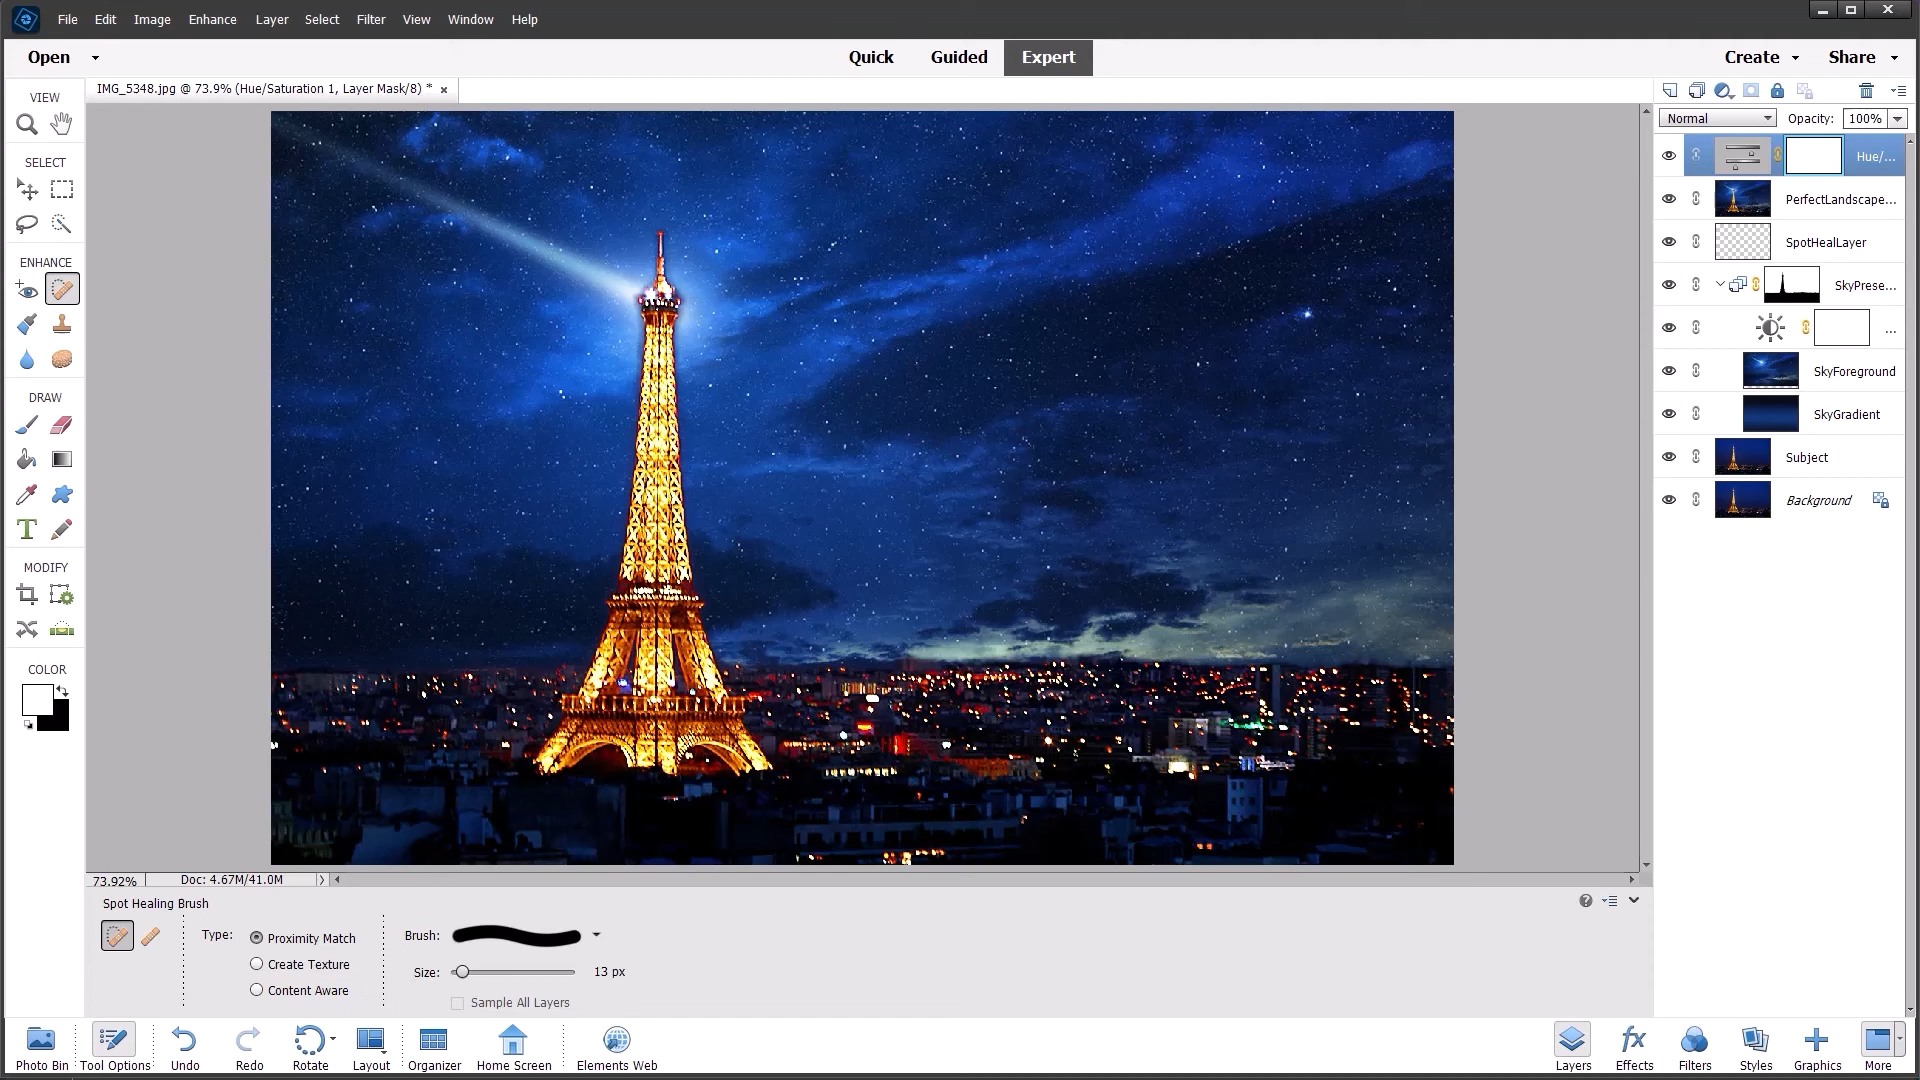 File Edit Image Enhance Layer Select Filter View Window Help
Open Quick Guided Expert Create Share
IMG_5348.jpg @ 73.9% (Hue/Saturation 1, Layer Mask/8) *
VIEW
SELECT
ENHANCE
DRAW
MODIFY
COLOR
Normal Opacity: 100%
Hue/...
PerfectLandscape...
SpotHealLayer
SkyPrese...
...
SkyForeground
SkyGradient
Subject
Background
73.92% Doc: 4.67M/41.0M
Spot Healing Brush
Type: Proximity Match
Create Texture
Content Aware
Brush:
Size: 13 px
Sample All Layers
Photo Bin Tool Options Undo Redo Rotate Layout Organizer Home Screen Elements Web Layers Effects Filters Styles Graphics More